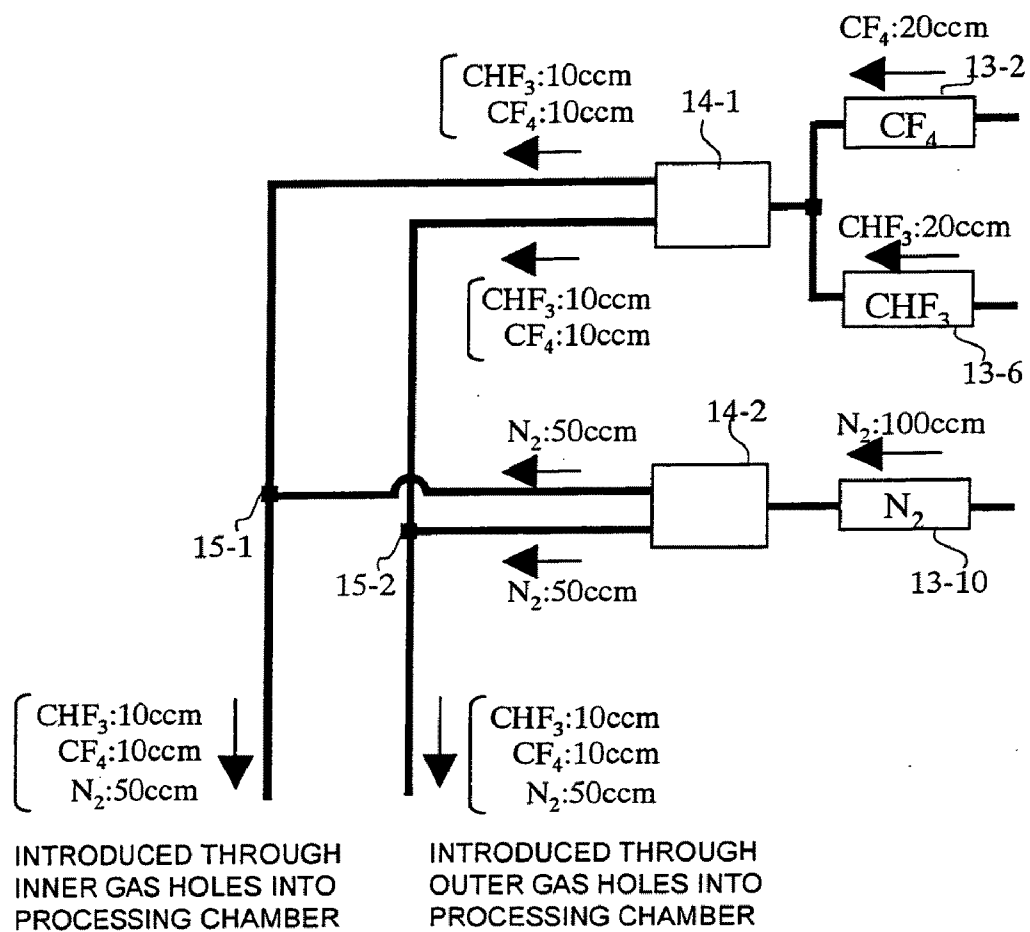 CF₄:20ccm
13-2
CF₄
CHF₃:10ccm
CF₄:10ccm
14-1
CHF₃:20ccm
CHF₃
13-6
CHF₃:10ccm
CF₄:10ccm
N₂:50ccm
14-2
N₂:100ccm
N₂
13-10
15-1
15-2
N₂:50ccm
CHF₃:10ccm
CF₄:10ccm
N₂:50ccm
CHF₃:10ccm
CF₄:10ccm
N₂:50ccm
INTRODUCED THROUGH
INNER GAS HOLES INTO
PROCESSING CHAMBER
INTRODUCED THROUGH
OUTER GAS HOLES INTO
PROCESSING CHAMBER